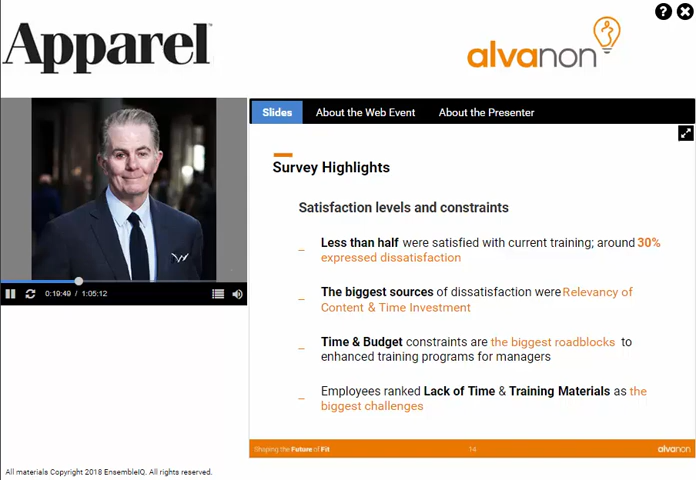 Apparel
alvanon
Slides About the Web Event About the Presenter
Survey Highlights
Satisfaction levels and constraints
Less than half were satisfied with current training; around 30%
expressed dissatisfaction
The biggest sources of dissatisfaction were Relevancy of
Content & Time Investment
Time & Budget constraints are the biggest roadblocks to
enhanced training programs for managers
Employees ranked Lack of Time & Training Materials as the
biggest challenges
0:19:49 / 1:05:12
Shaping the Future of Fit 14 alvanon
All materials Copyright 2018 EnsembleIQ. All rights reserved.